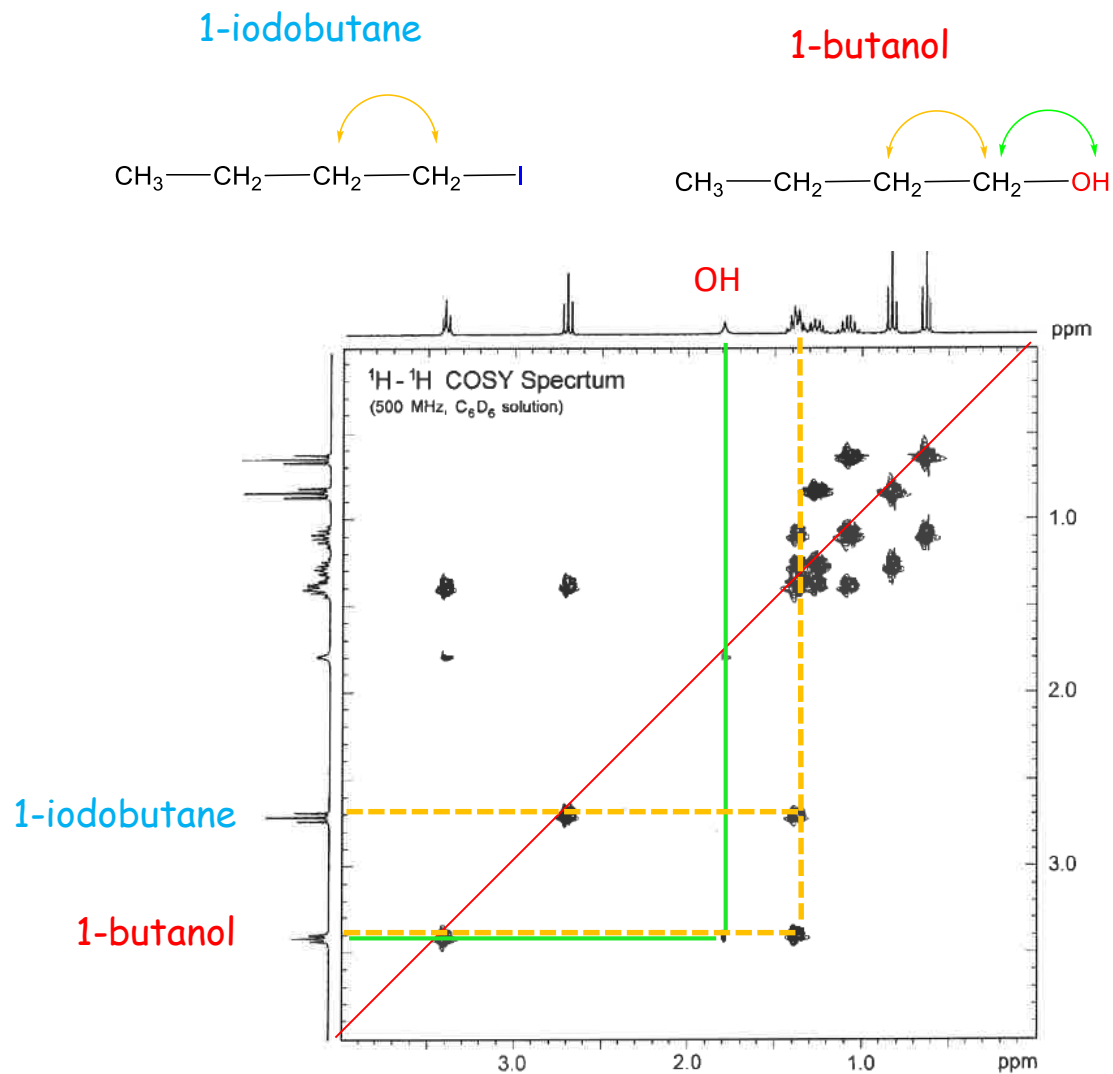 1-iodobutane
1-butanol
CH3 CH2 CH2 CH2 I
CH3 CH2 CH2 CH2 OH
OH
ppm
¹H-¹H COSY Specrtum
(500 MHz, C6D6 solution)
1.0
2.0
1-iodobutane
3.0
1-butanol
3.0 2.0 1.0 ppm